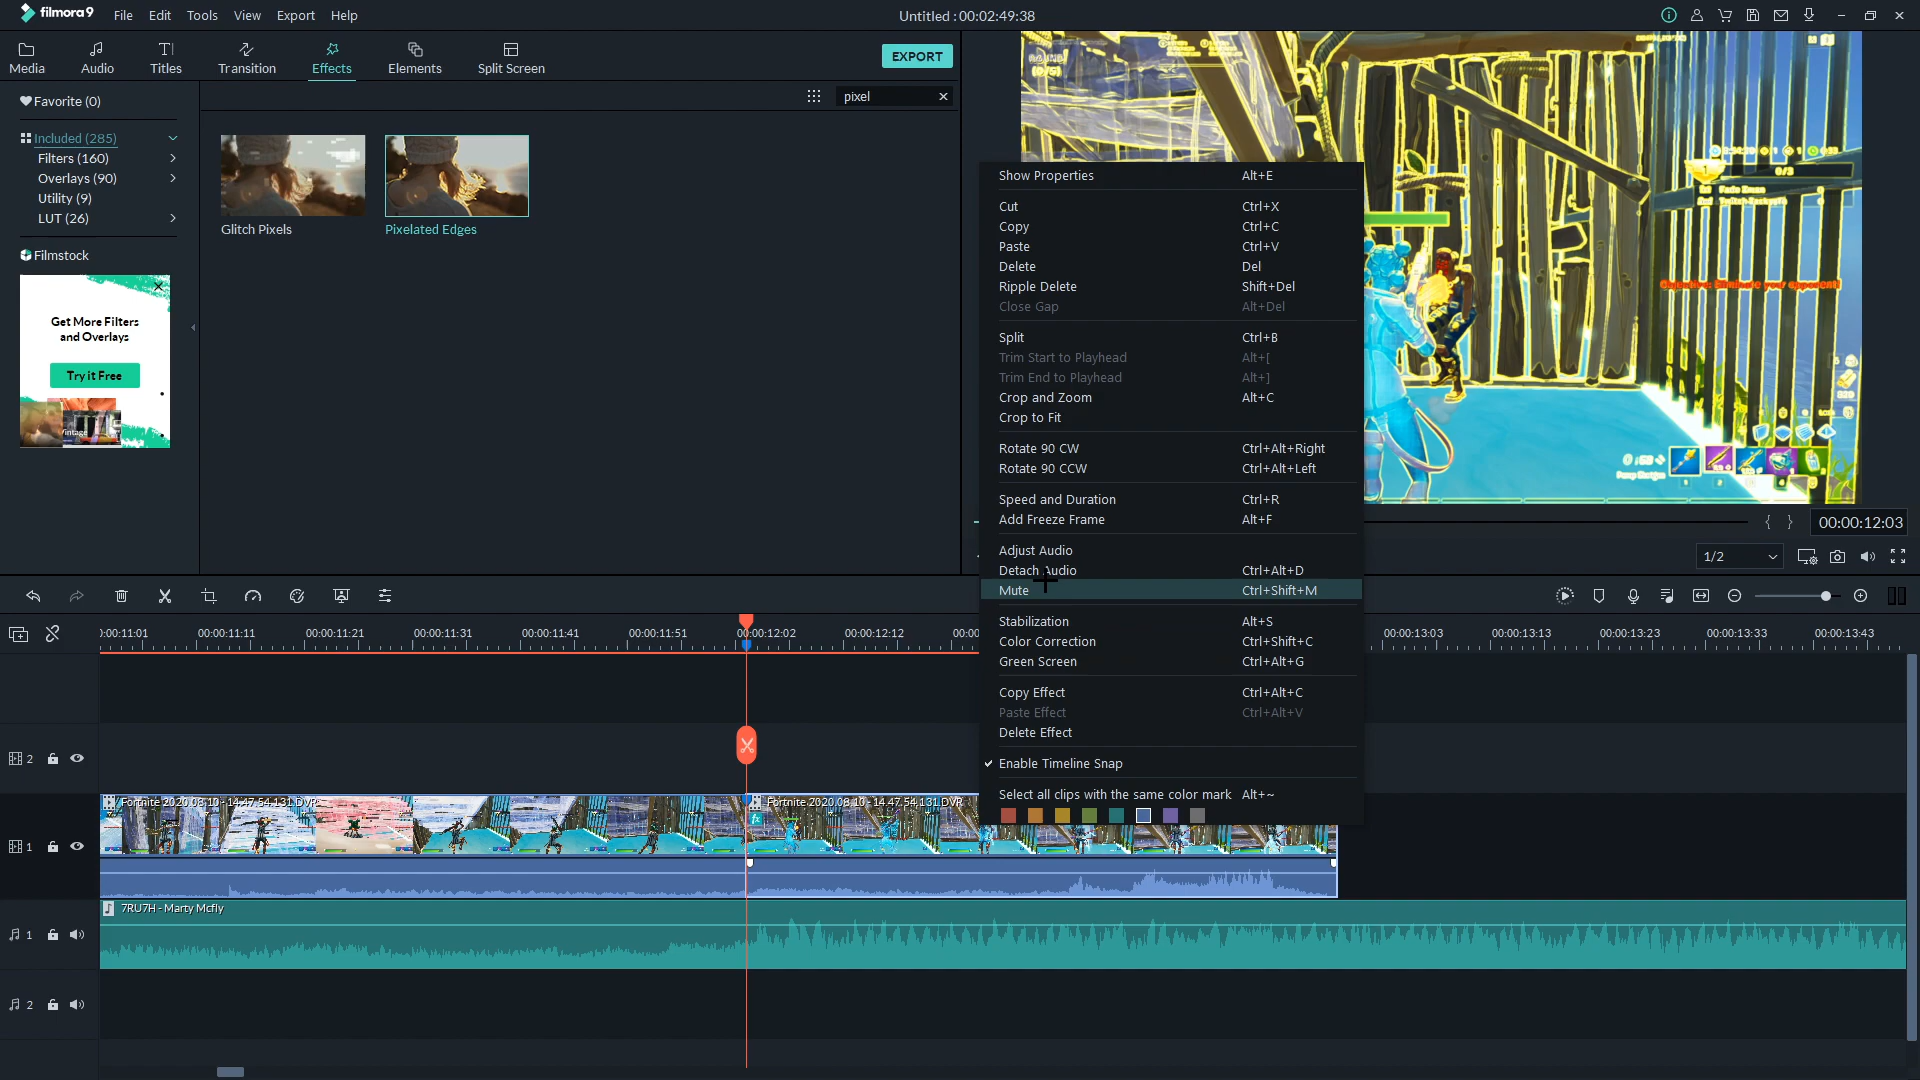 filmora9
File
Edit
Tools
View
Export
Help
Untitled : 00:02:49:38
Media
Audio
Titles
Transition
Effects
Elements
Split Screen
EXPORT
Favorite (0)
Included (285)
Filters (160)
Overlays (90)
Utility (9)
LUT (26)
Filmstock
Get More Filters
and Overlays
Try it Free
pixel
Glitch Pixels
Pixelated Edges
Show Properties Alt+E
Cut Ctrl+X
Copy Ctrl+C
Paste Ctrl+V
Delete Del
Ripple Delete Shift+Del
Close Gap Alt+Del
Split Ctrl+B
Trim Start to Playhead Alt+[
Trim End to Playhead Alt+]
Crop and Zoom Alt+C
Crop to Fit
Rotate 90 CW Ctrl+Alt+Right
Rotate 90 CCW Ctrl+Alt+Left
Speed and Duration Ctrl+R
Add Freeze Frame Alt+F
Adjust Audio
Detach Audio Ctrl+Alt+D
Mute Ctrl+Shift+M
Stabilization Alt+S
Color Correction Ctrl+Shift+C
Green Screen Ctrl+Alt+G
Copy Effect Ctrl+Alt+C
Paste Effect Ctrl+Alt+V
Delete Effect
Enable Timeline Snap
Select all clips with the same color mark Alt+~
0/3
Objective: Eliminate your opponent!
00:00:12:03
1/2
:00:11:01
00:00:11:11
00:00:11:21
00:00:11:31
00:00:11:41
00:00:11:51
00:00:12:02
00:00:12:12
00:00:13:03
00:00:13:13
00:00:13:23
00:00:13:33
00:00:13:43
2
1
Fortnite 2020.08.10 - 14.47.54.131.DVR
Fortnite 2020.08.10 - 14.47.54.131.DVR
fx
1
7RU7H - Marty Mcfly
2